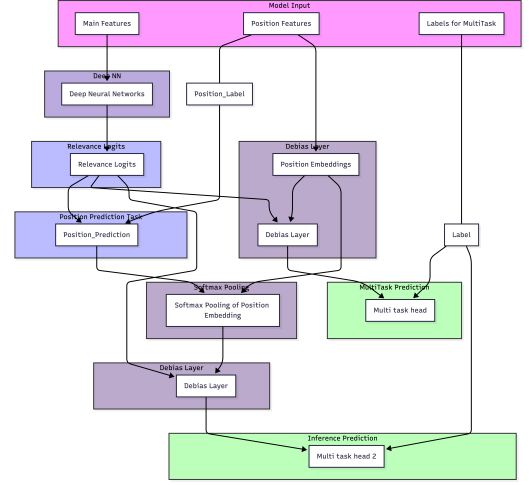 Model Input
Main Features
Position Features
Labels for MultiTask
Deep NN
Deep Neural Networks
Position_Label
Relevance Logits
Relevance Logits
Debias Layer
Position Embeddings
Position Prediction Task
Position_Prediction
Debias Layer
Label
Softmax Pooling
Softmax Pooling of Position
Embedding
MultiTask Prediction
Multi task head
Debias Layer
Debias Layer
Inference Prediction
Multi task head 2